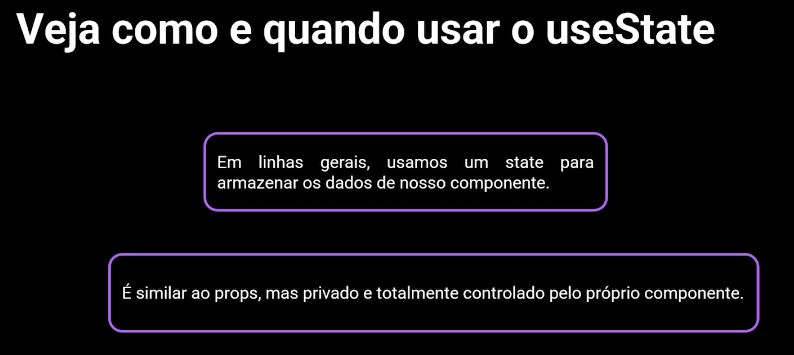 Veja como e quando usar o useState
Em linhas gerais, usamos um state para
armazenar os dados de nosso componente.
É similar ao props, mas privado e totalmente controlado pelo próprio componente.